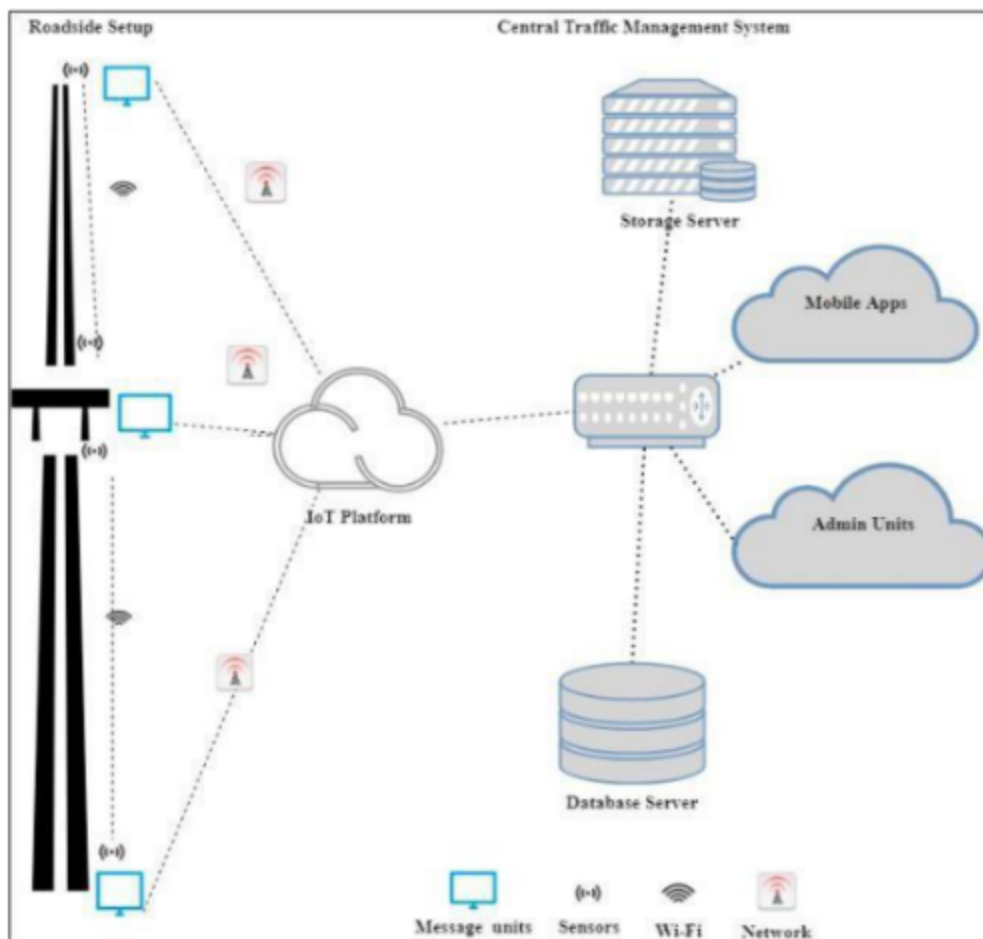 Roadside Setup
Central Traffic Management System
Storage Server
Mobile Apps
IoT Platform
Admin Units
Database Server
Message units
Sensors
Wi-Fi
Network